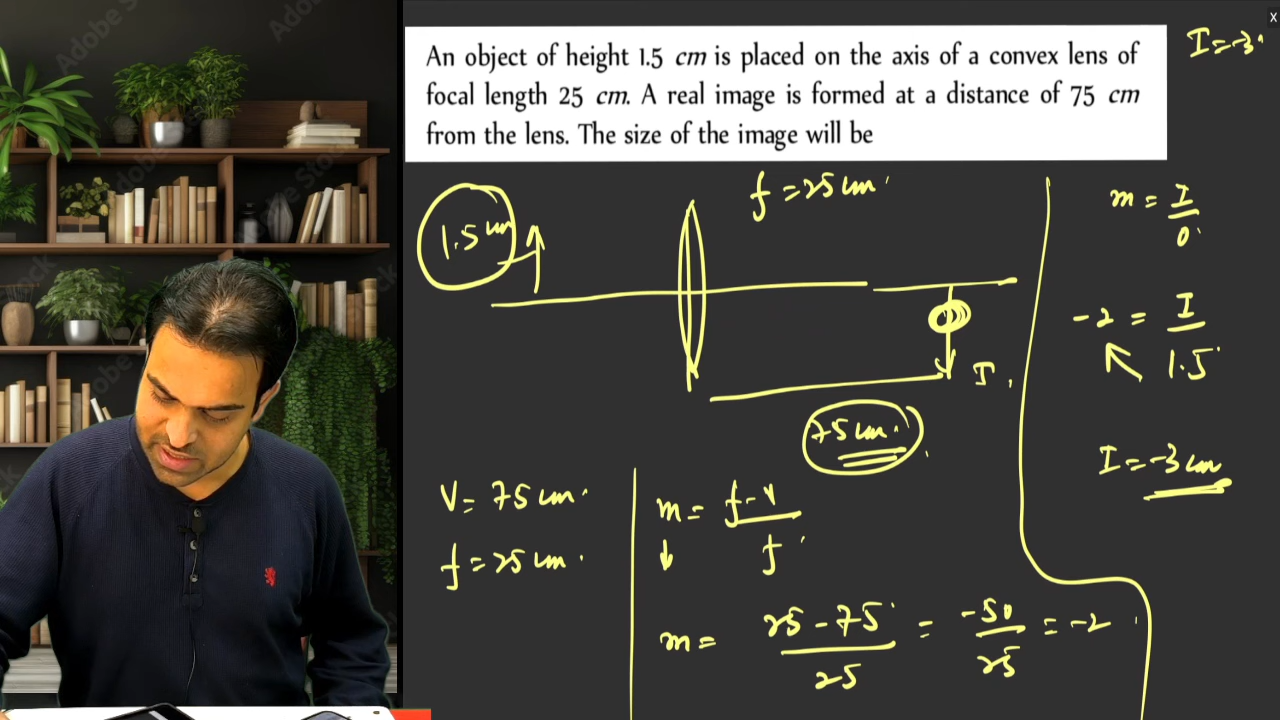 An object of height 1.5 cm is placed on the axis of a convex lens of
focal length 25 cm. A real image is formed at a distance of 75 cm
from the lens. The size of the image will be
x
I = -3
f = 25 cm
1.5 cm
I
75 cm
V = 75 cm
f = 25 cm
m = f-v/f
m = 25-75/25 = -50/25 = -2
m = I/O
-2 = I/1.5
I = -3 cm
Adobe Stock